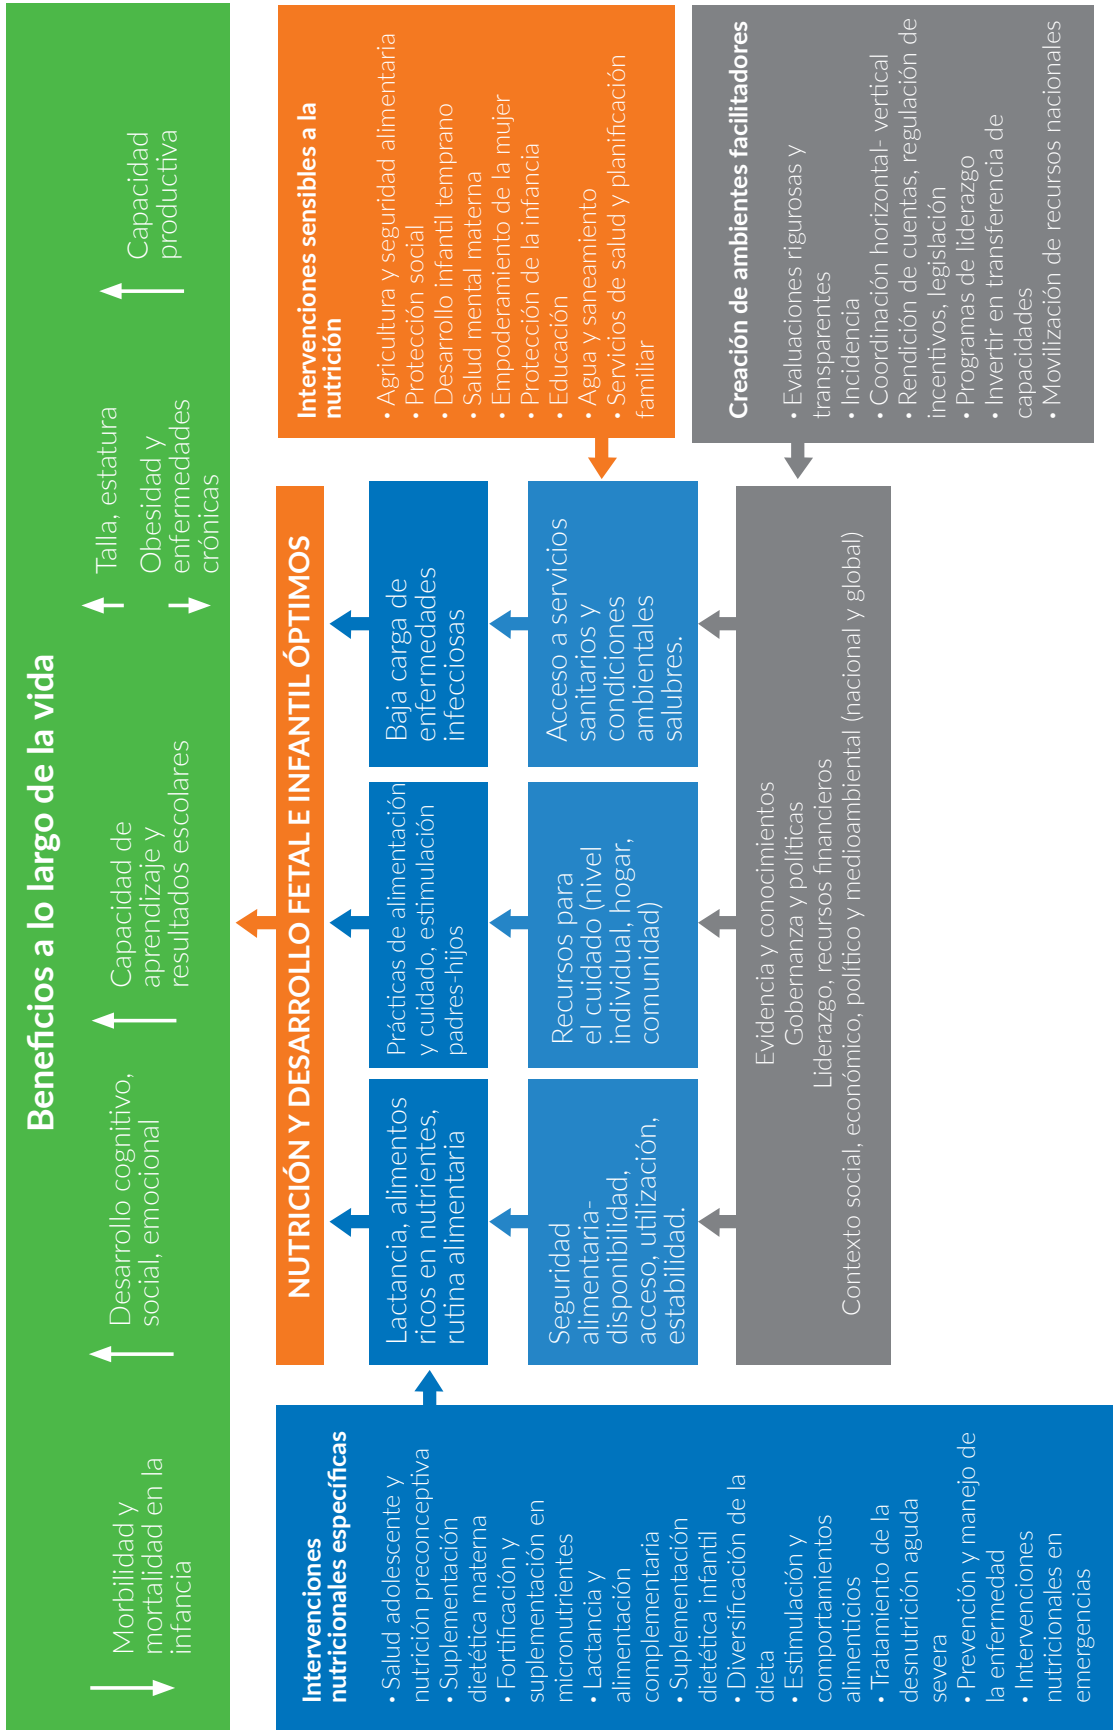 Beneficios a lo largo de la vida
Morbilidad y
mortalidad en la
infancia
Desarrollo cognitivo,
social, emocional
Capacidad de
aprendizaje y
resultados escolares
Talla, estatura
Obesidad y
enfermedades
crónicas
Capacidad
productiva
Intervenciones
nutricionales específicas
• Salud adolescente y
nutrición preconceptiva
• Suplementación
dietética materna
• Fortificación y
suplementación en
micronutrientes
• Lactancia y
alimentación
complementaria
• Suplementación
dietética infantil
• Diversificación de la
dieta
• Estimulación y
comportamientos
alimenticios
• Tratamiento de la
desnutrición aguda
severa
• Prevención y manejo de
la enfermedad
• Intervenciones
nutricionales en
emergencias
NUTRICIÓN Y DESARROLLO FETAL E INFANTIL ÓPTIMOS
Lactancia, alimentos
ricos en nutrientes,
rutina alimentaria
Prácticas de alimentación
y cuidado, estimulación
padres-hijos
Baja carga de
enfermedades
infecciosas
Seguridad
alimentaria-
disponibilidad,
acceso, utilización,
estabilidad.
Recursos para
el cuidado (nivel
individual, hogar,
comunidad)
Acceso a servicios
sanitarios y
condiciones
ambientales
salubres.
Evidencia y conocimientos
Gobernanza y políticas
Liderazgo, recursos financieros
Contexto social, económico, político y medioambiental (nacional y global)
Intervenciones sensibles a la
nutrición
• Agricultura y seguridad alimentaria
• Protección social
• Desarrollo infantil temprano
• Salud mental materna
• Empoderamiento de la mujer
• Protección de la infancia
• Educación
• Agua y saneamiento
• Servicios de salud y planificación
familiar
Creación de ambientes facilitadores
• Evaluaciones rigurosas y
transparentes
• Incidencia
• Coordinación horizontal- vertical
• Rendición de cuentas, regulación de
incentivos, legislación
• Programas de liderazgo
• Invertir en transferencia de
capacidades
• Movilización de recursos nacionales